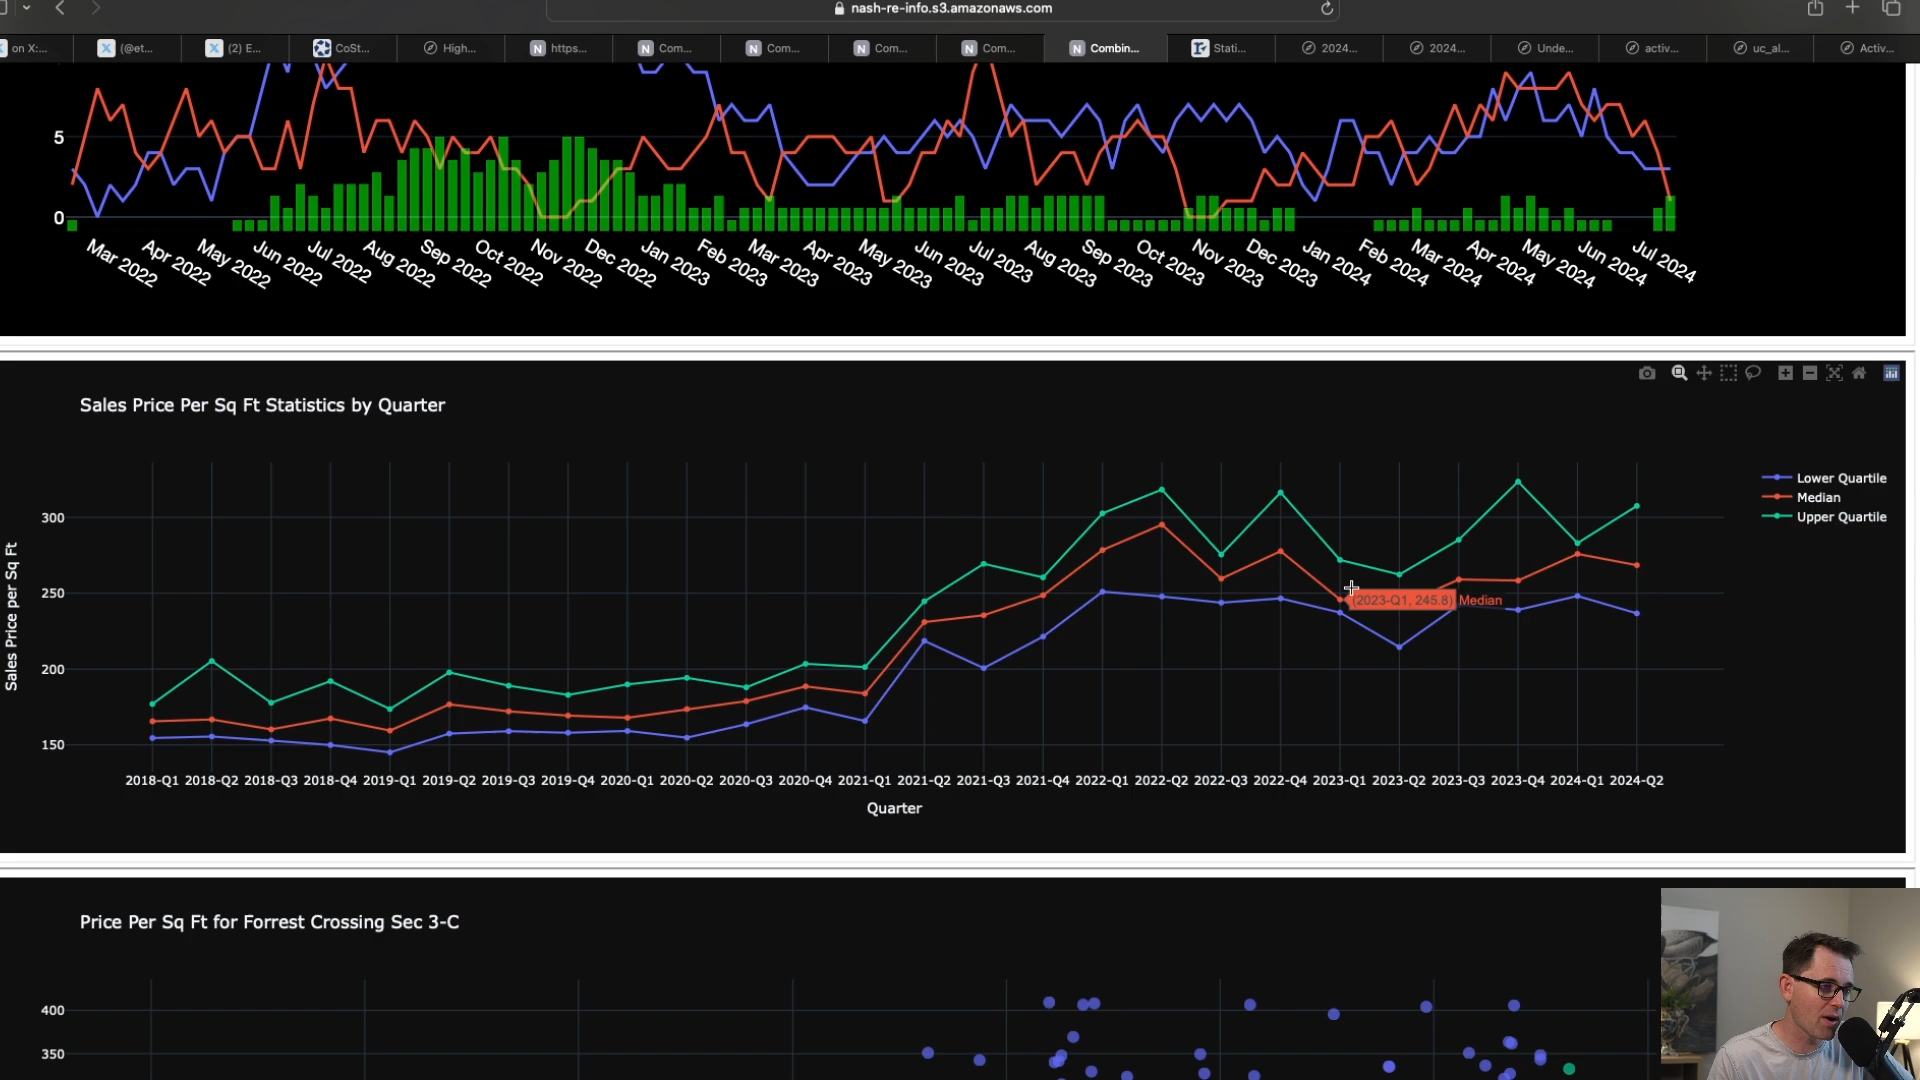 nash-re-info.s3.amazonaws.com
on X:...
(@et...
(2) E...
CoSt...
High...
https...
Com...
Com...
Com...
Com...
Combin...
Stati...
2024...
2024...
Unde...
activ...
uc_al...
Activ...
5
0
Mar 2022
Apr 2022
May 2022
Jun 2022
Jul 2022
Aug 2022
Sep 2022
Oct 2022
Nov 2022
Dec 2022
Jan 2023
Feb 2023
Mar 2023
Apr 2023
May 2023
Jun 2023
Jul 2023
Aug 2023
Sep 2023
Oct 2023
Nov 2023
Dec 2023
Jan 2024
Feb 2024
Mar 2024
Apr 2024
May 2024
Jun 2024
Jul 2024
Sales Price Per Sq Ft Statistics by Quarter
Lower Quartile
Median
Upper Quartile
Sales Price per Sq Ft
300
250
200
150
(2023-Q1, 245.8) Median
2018-Q1 2018-Q2 2018-Q3 2018-Q4 2019-Q1 2019-Q2 2019-Q3 2019-Q4 2020-Q1 2020-Q2 2020-Q3 2020-Q4 2021-Q1 2021-Q2 2021-Q3 2021-Q4 2022-Q1 2022-Q2 2022-Q3 2022-Q4 2023-Q1 2023-Q2 2023-Q3 2023-Q4 2024-Q1 2024-Q2
Quarter
Price Per Sq Ft for Forrest Crossing Sec 3-C
400
350